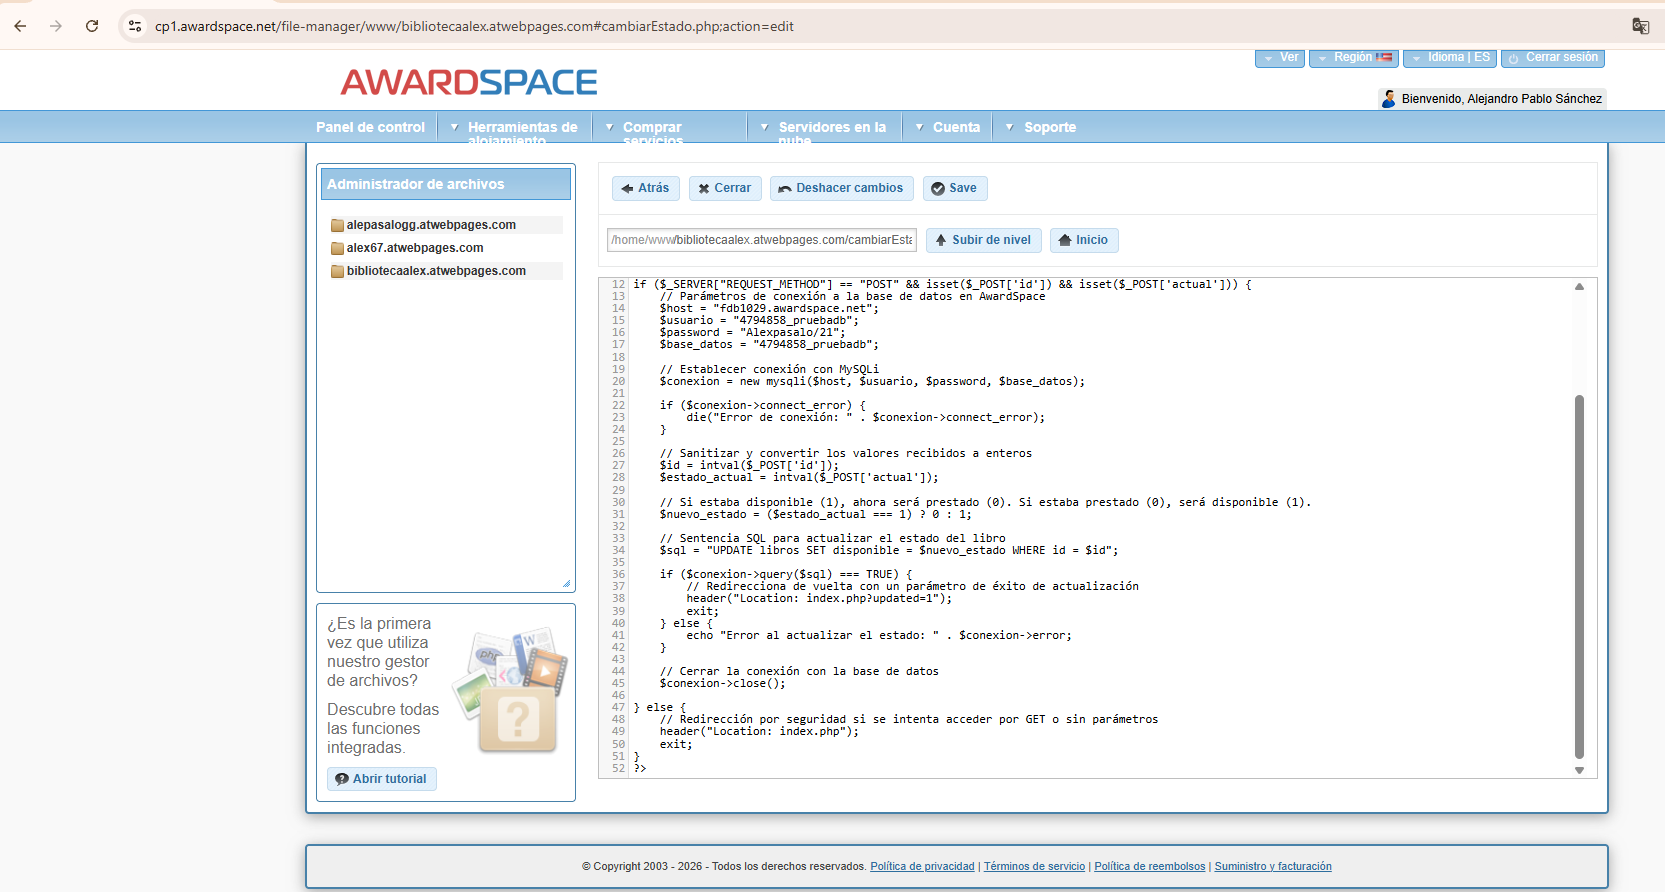 cp1.awardspace.net/file-manager/www/bibliotecaalex.atwebpages.com#cambiarEstado.php;action=edit
Ver
Región
Idioma | ES
Cerrar sesión
AWARDSPACE
Bienvenido, Alejandro Pablo Sánchez
Panel de control
Herramientas de alojamiento
Comprar servicios
Servidores en la nube
Cuenta
Soporte
Administrador de archivos
alepasalogg.atwebpages.com
alex67.atwebpages.com
bibliotecaalex.atwebpages.com
¿Es la primera
vez que utiliza
nuestro gestor
de archivos?
Descubre todas
las funciones
integradas.
Abrir tutorial
Atrás
Cerrar
Deshacer cambios
Save
/home/www/bibliotecaalex.atwebpages.com/cambiarEsta
Subir de nivel
Inicio
12 if ($_SERVER["REQUEST_METHOD"] == "POST" && isset($_POST['id']) && isset($_POST['actual'])) {
13     // Parámetros de conexión a la base de datos en AwardSpace
14     $host = "fdb1029.awardspace.net";
15     $usuario = "4794858_pruebadb";
16     $password = "Alexpasalo/21";
17     $base_datos = "4794858_pruebadb";
18
19     // Establecer conexión con MySQLi
20     $conexion = new mysqli($host, $usuario, $password, $base_datos);
21
22     if ($conexion->connect_error) {
23         die("Error de conexión: " . $conexion->connect_error);
24     }
25
26     // Sanitizar y convertir los valores recibidos a enteros
27     $id = intval($_POST['id']);
28     $estado_actual = intval($_POST['actual']);
29
30     // Si estaba disponible (1), ahora será prestado (0). Si estaba prestado (0), será disponible (1).
31     $nuevo_estado = ($estado_actual === 1) ? 0 : 1;
32
33     // Sentencia SQL para actualizar el estado del libro
34     $sql = "UPDATE libros SET disponible = $nuevo_estado WHERE id = $id";
35
36     if ($conexion->query($sql) === TRUE) {
37         // Redirecciona de vuelta con un parámetro de éxito de actualización
38         header("Location: index.php?updated=1");
39         exit;
40     } else {
41         echo "Error al actualizar el estado: " . $conexion->error;
42     }
43
44     // Cerrar la conexión con la base de datos
45     $conexion->close();
46
47 } else {
48     // Redirección por seguridad si se intenta acceder por GET o sin parámetros
49     header("Location: index.php");
50     exit;
51 }
52 ?>
© Copyright 2003 - 2026 - Todos los derechos reservados. Política de privacidad | Términos de servicio | Política de reembolsos | Suministro y facturación